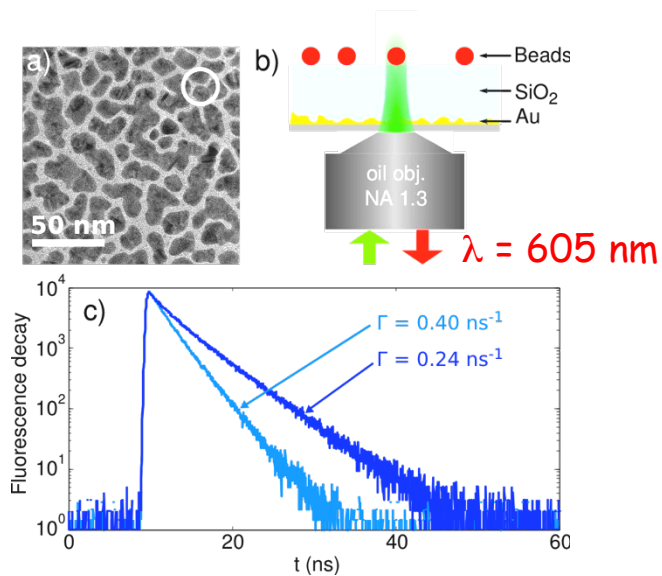 a)
50 nm
b)
Beads
SiO₂
Au
oil obj.
NA 1.3
λ = 605 nm
c)
Fluorescence decay
10⁴
10³
10²
10¹
10⁰
Γ = 0.40 ns⁻¹
Γ = 0.24 ns⁻¹
0
20
40
60
t (ns)